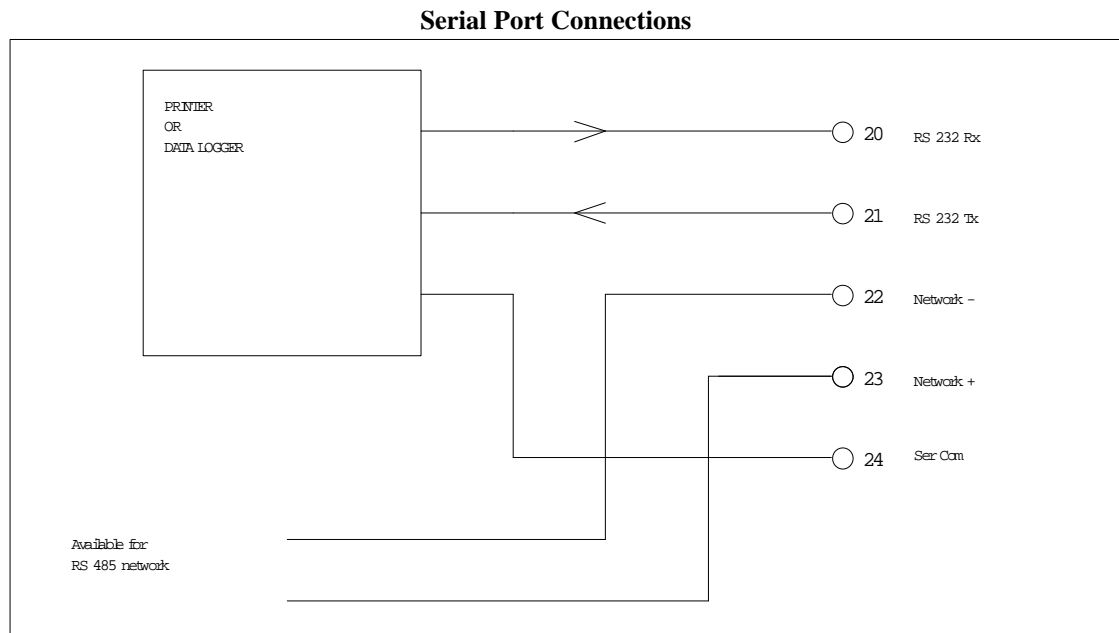 Serial Port Connections
PRINTER
OR
DATA LOGGER
20 RS 232 Rx
21 RS 232 Tx
22 Network -
23 Network +
24 Ser Com
Available for
RS 485 network